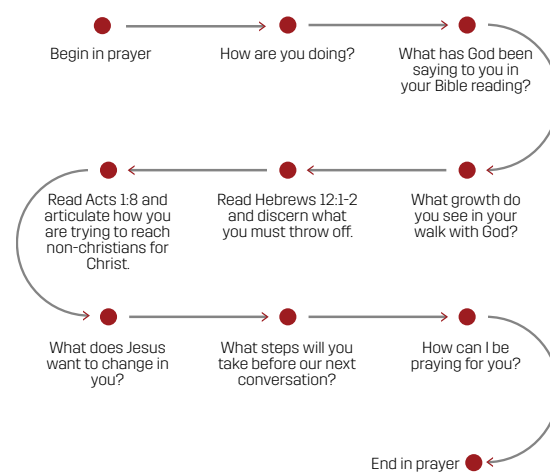 Begin in prayer
How are you doing?
What has God been
saying to you in
your Bible reading?
What growth do
you see in your
walk with God?
Read Hebrews 12:1-2
and discern what
you must throw off.
Read Acts 1:8 and
articulate how you
are trying to reach
non-christians for
Christ.
What does Jesus
want to change in
you?
What steps will you
take before our next
conversation?
How can I be
praying for you?
End in prayer